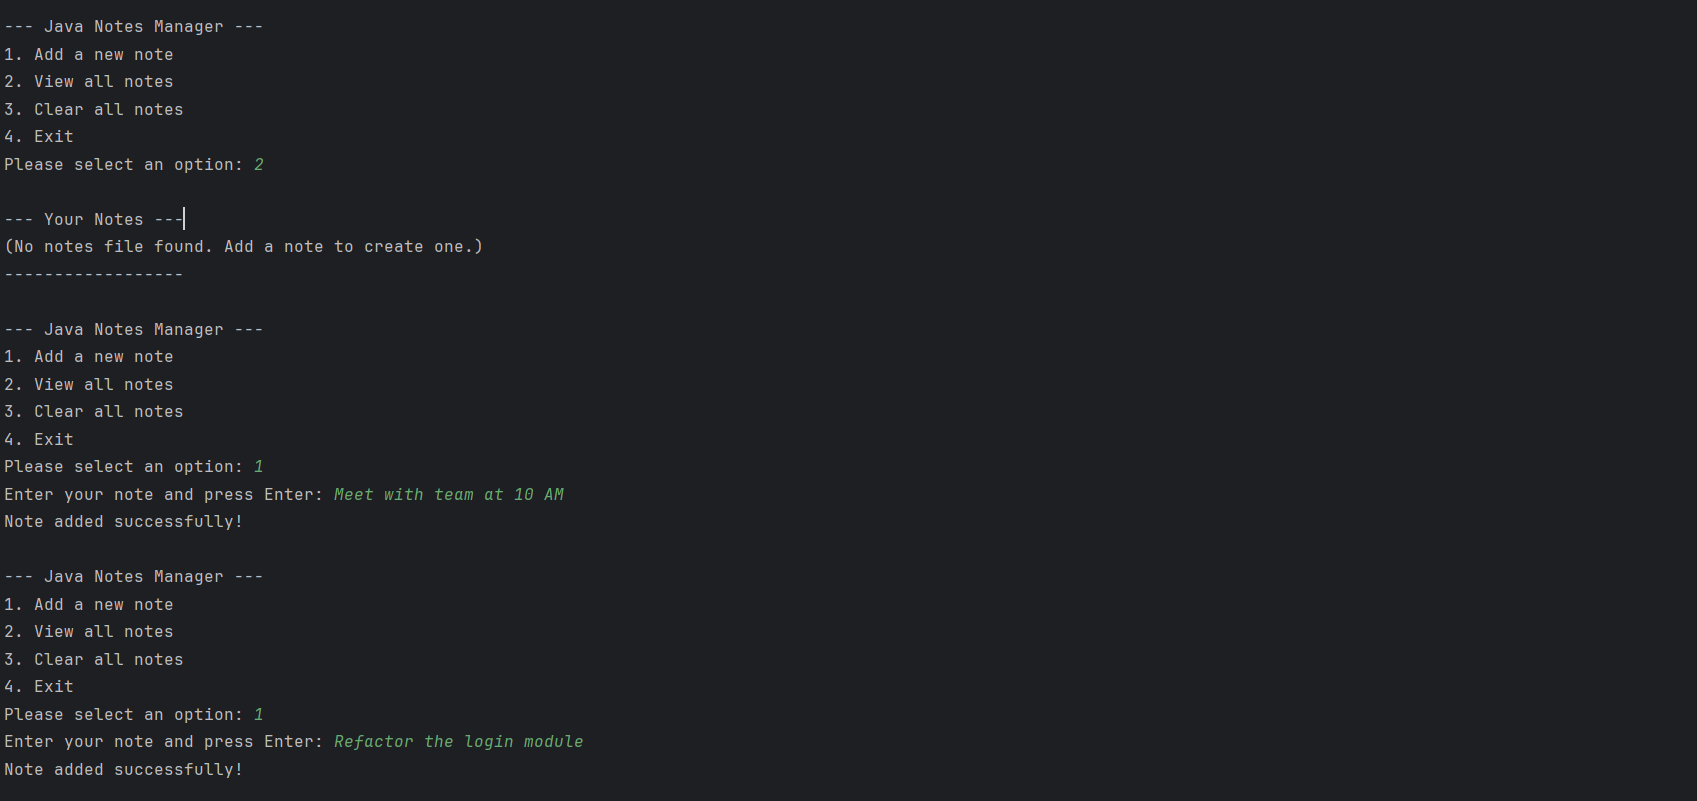 --- Java Notes Manager ---
1. Add a new note
2. View all notes
3. Clear all notes
4. Exit
Please select an option: 2
--- Your Notes ---
(No notes file found. Add a note to create one.)
------------------
--- Java Notes Manager ---
1. Add a new note
2. View all notes
3. Clear all notes
4. Exit
Please select an option: 1
Enter your note and press Enter: Meet with team at 10 AM
Note added successfully!
--- Java Notes Manager ---
1. Add a new note
2. View all notes
3. Clear all notes
4. Exit
Please select an option: 1
Enter your note and press Enter: Refactor the login module
Note added successfully!